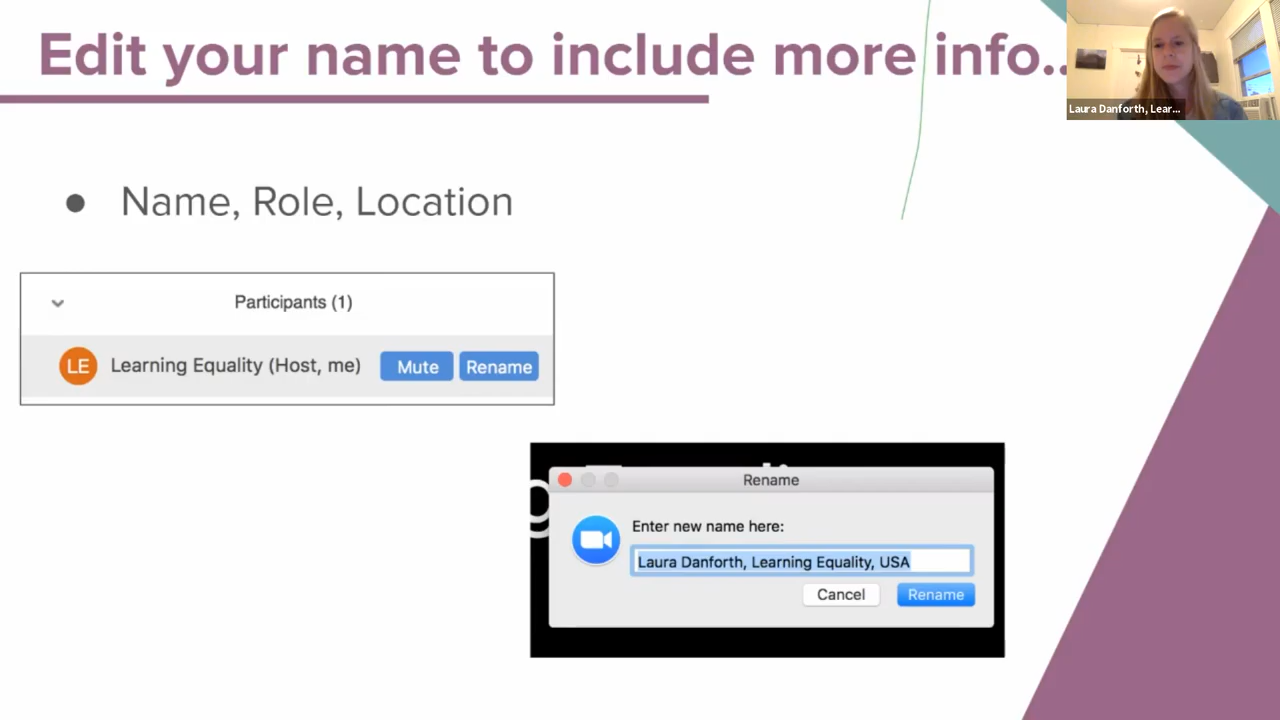 Edit your name to include more info..
Laura Danforth, Lear...
● Name, Role, Location
Participants (1)
LE Learning Equality (Host, me) Mute Rename
Rename
Enter new name here:
Laura Danforth, Learning Equality, USA
Cancel Rename